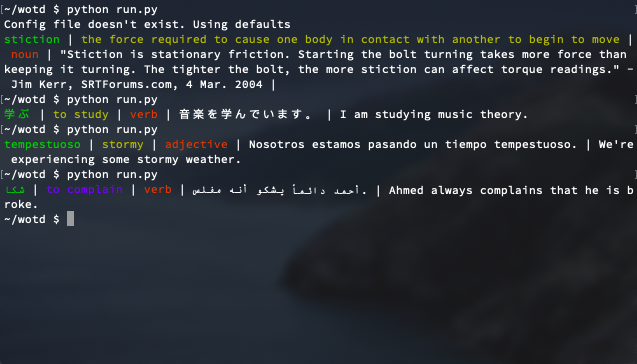 ~/wotd $ python run.py
Config file doesn't exist. Using defaults
stiction | the force required to cause one body in contact with another to begin to move |
noun | "Stiction is stationary friction. Starting the bolt turning takes more force than
keeping it turning. The tighter the bolt, the more stiction can affect torque readings." -
Jim Kerr, SRTForums.com, 4 Mar. 2004 |
~/wotd $ python run.py
学ぶ | to study | verb | 音楽を学んでいます。 | I am studying music theory.
~/wotd $ python run.py
tempestuoso | stormy | adjective | Nosotros estamos pasando un tiempo tempestuoso. | We're
experiencing some stormy weather.
~/wotd $ python run.py
شكا | to complain | verb | أحمد دائماً يشكو أنه مفلس. | Ahmed always complains that he is b
roke.
~/wotd $